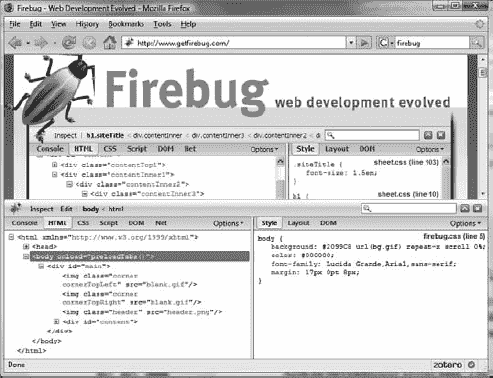 Firebug - Web Development Evolved - Mozilla Firefox
File Edit View History Bookmarks Tools Help
http://www.getfirebug.com/ firebug
Firebug web development evolved
Inspect h1.siteTitle < div.contentInner < div.contentInner3 < div.contentInner2 < d
Console HTML CSS Script DOM Net Options
Style Layout DOM Options
<div class="contentTop1">
<div class="contentInner1">
<div class="contentInner2">
<div class="contentInner3">
.siteTitle { sheet.css (line 103)
font-size: 1.5em;
}
h1 { sheet.css (line 10)
Inspect Edit body < html
Console HTML CSS Script DOM Net Options
Style Layout DOM Options
<html xmlns="http://www.w3.org/1999/xhtml">
<head>
<body onload="preloadTabs()">
<div id="main">
<img class="corner
cornerTopLeft" src="blank.gif"/>
<img class="corner
cornerTopRight" src="blank.gif"/>
<img class="header" src="header.png"/>
<div id="content">
</div>
</body>
</html>
body { firebug.css (line 5)
background: #2099C8 url(bg.gif) repeat-x scroll 0%;
color: #000000;
font-family: Lucida Grande,Arial,sans-serif;
margin: 17px 0pt 8px;
}
Done zotero